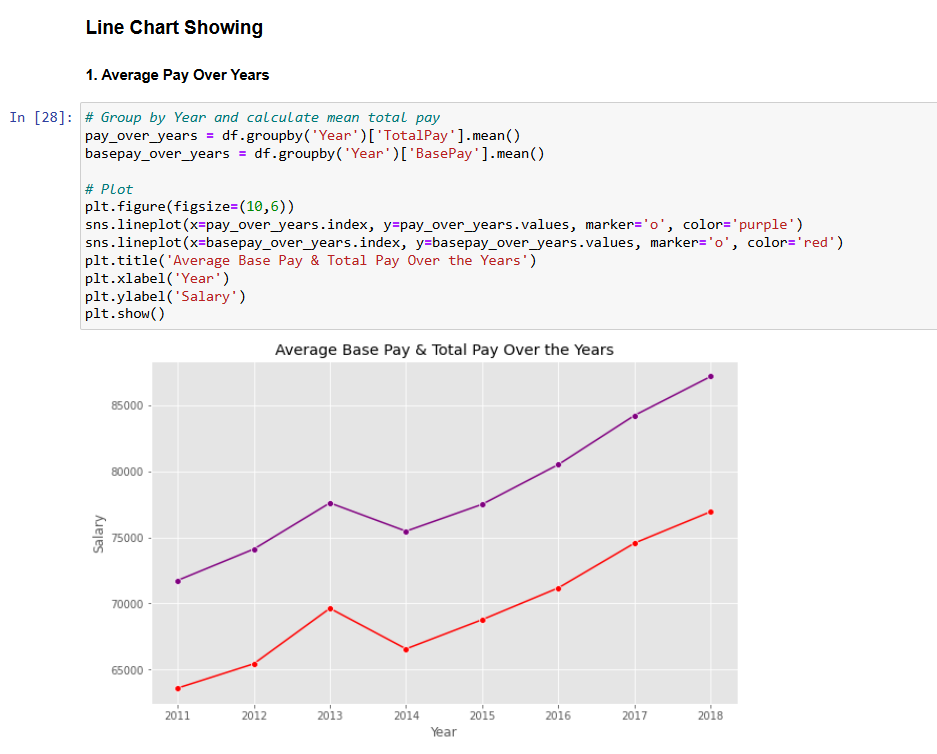 Line Chart Showing
1. Average Pay Over Years
In [28]:
# Group by Year and calculate mean total pay
pay_over_years = df.groupby('Year')['TotalPay'].mean()
basepay_over_years = df.groupby('Year')['BasePay'].mean()
# Plot
plt.figure(figsize=(10,6))
sns.lineplot(x=pay_over_years.index, y=pay_over_years.values, marker='o', color='purple')
sns.lineplot(x=basepay_over_years.index, y=basepay_over_years.values, marker='o', color='red')
plt.title('Average Base Pay & Total Pay Over the Years')
plt.xlabel('Year')
plt.ylabel('Salary')
plt.show()
Average Base Pay & Total Pay Over the Years
85000
80000
75000
70000
65000
Salary
2011 2012 2013 2014 2015 2016 2017 2018
Year